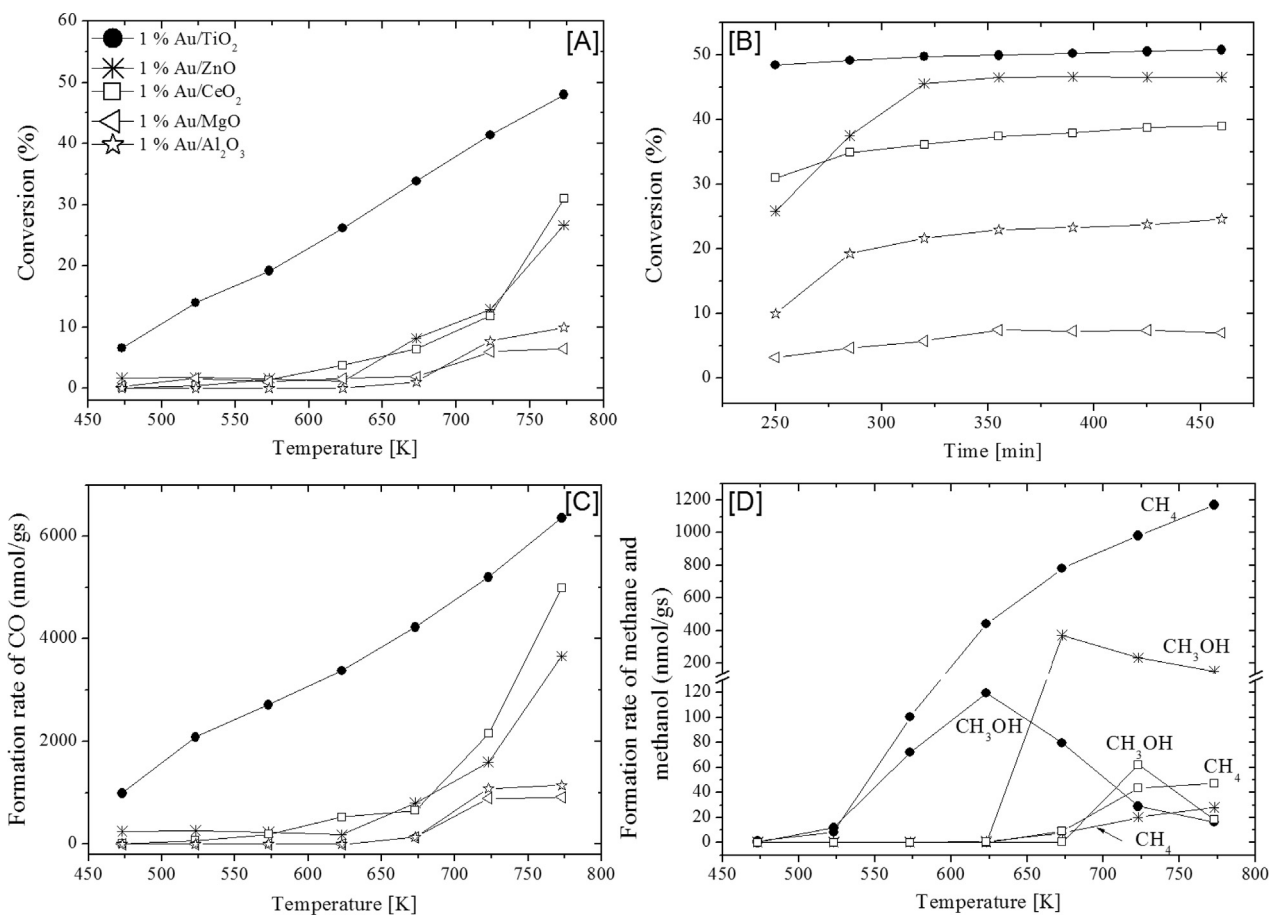 [A]
1 % Au/TiO₂
1 % Au/ZnO
1 % Au/CeO₂
1 % Au/MgO
1 % Au/Al₂O₃
Conversion (%)
60
50
40
30
20
10
0
450 500 550 600 650 700 750 800
Temperature [K]
[B]
Conversion (%)
50
40
30
20
10
0
250 300 350 400 450
Time [min]
[C]
Formation rate of CO (nmol/gs)
6000
4000
2000
0
450 500 550 600 650 700 750 800
Temperature [K]
[D]
Formation rate of methane and
methanol (nmol/gs)
1200
1000
800
600
400
200
120
100
80
60
40
20
0
CH₄
CH₃OH
CH₃OH
CH₃OH
CH₄
CH₄
450 500 550 600 650 700 750 800
Temperature [K]